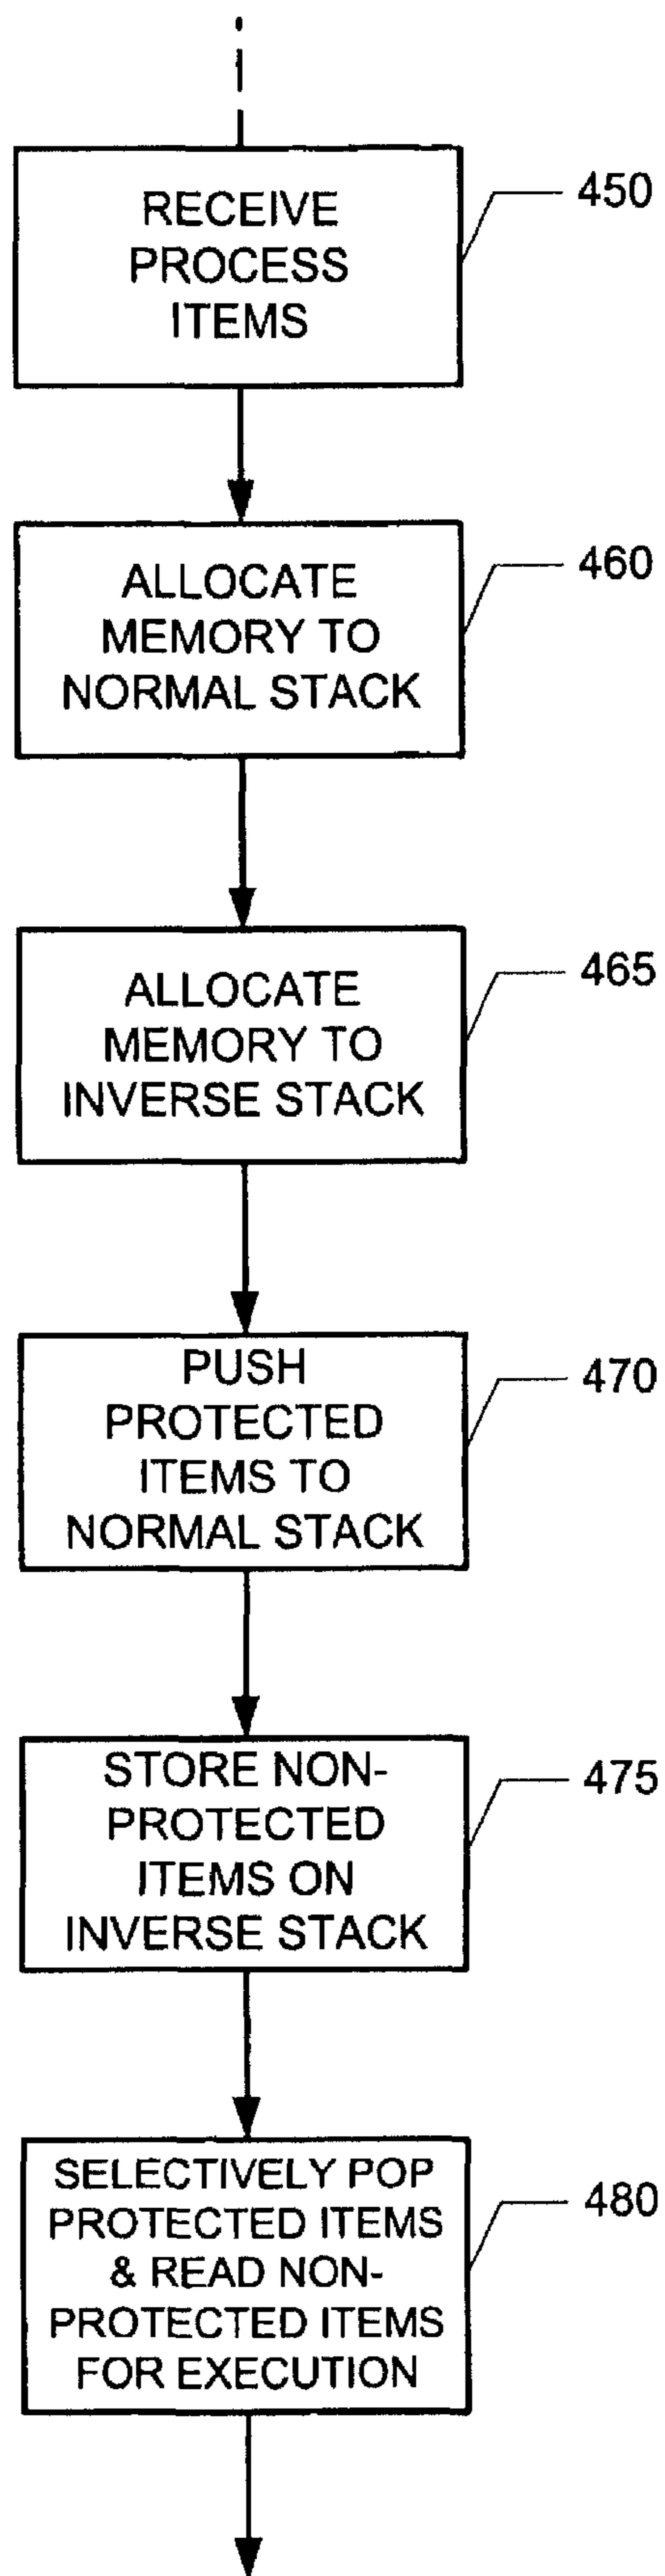 RECEIVE
PROCESS
ITEMS
450
ALLOCATE
MEMORY TO
NORMAL STACK
460
ALLOCATE
MEMORY TO
INVERSE STACK
465
PUSH
PROTECTED
ITEMS TO
NORMAL STACK
470
STORE NON-
PROTECTED
ITEMS ON
INVERSE STACK
475
SELECTIVELY POP
PROTECTED ITEMS
& READ NON-
PROTECTED ITEMS
FOR EXECUTION
480